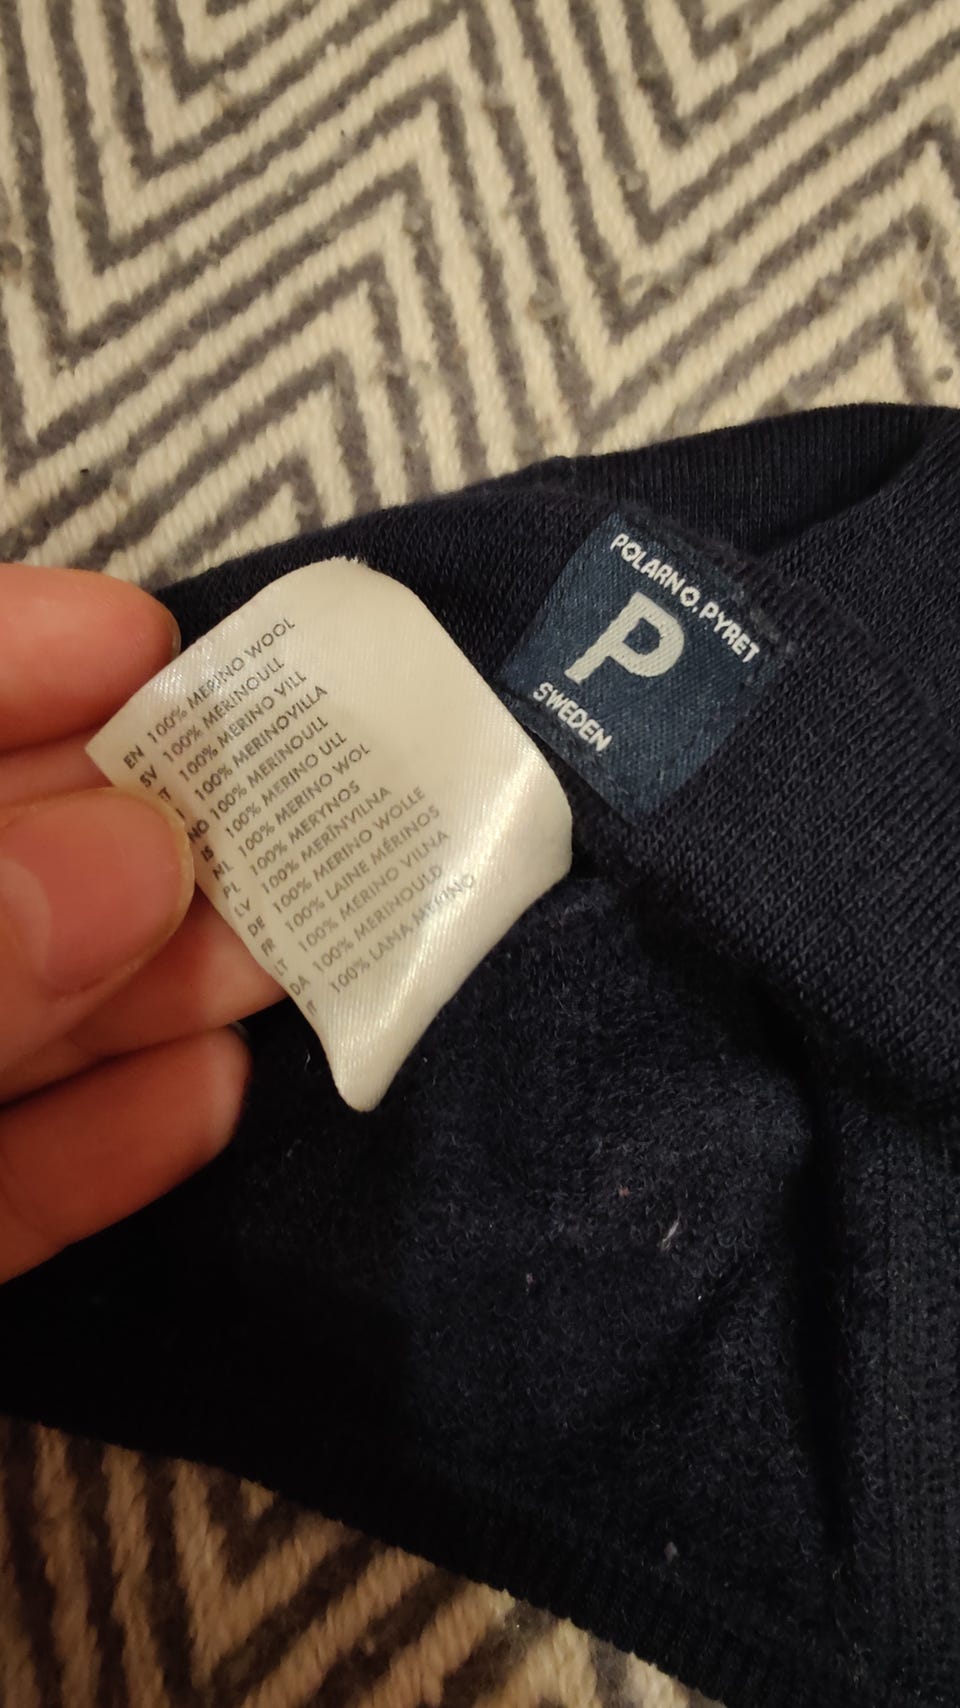 EN 100% MERINO WOOL
SV 100% MERINOULL
100% MERINO VILL
100% MERINOVILLA
NO 100% MERINOULL
IS 100% MERINO ULL
NL 100% MERINO WOL
PL 100% MERYNOS
LV 100% MERĪNVILNA
DE 100% MERINO WOLLE
FR 100% LAINE MÉRINOS
LT 100% MERINO VILNA
DA 100% MERINOULD
IT 100% LANA MERINO
POLARN O. PYRET
P
SWEDEN